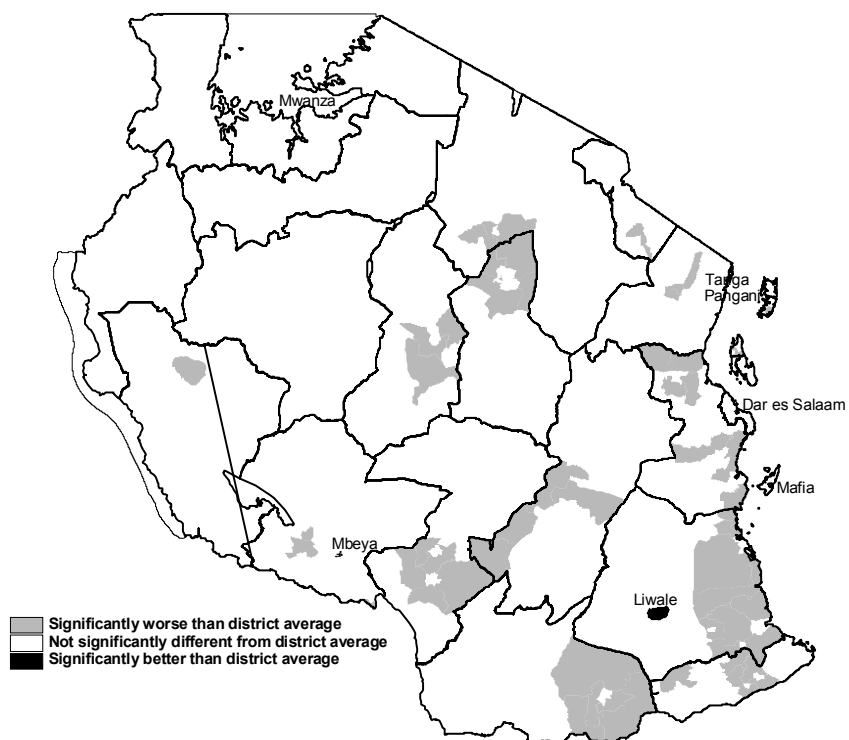 Mwanza
Tanga
Pangani
Dar es Salaam
Mafia
Mbeya
Liwale
Significantly worse than district average
Not significantly different from district average
Significantly better than district average